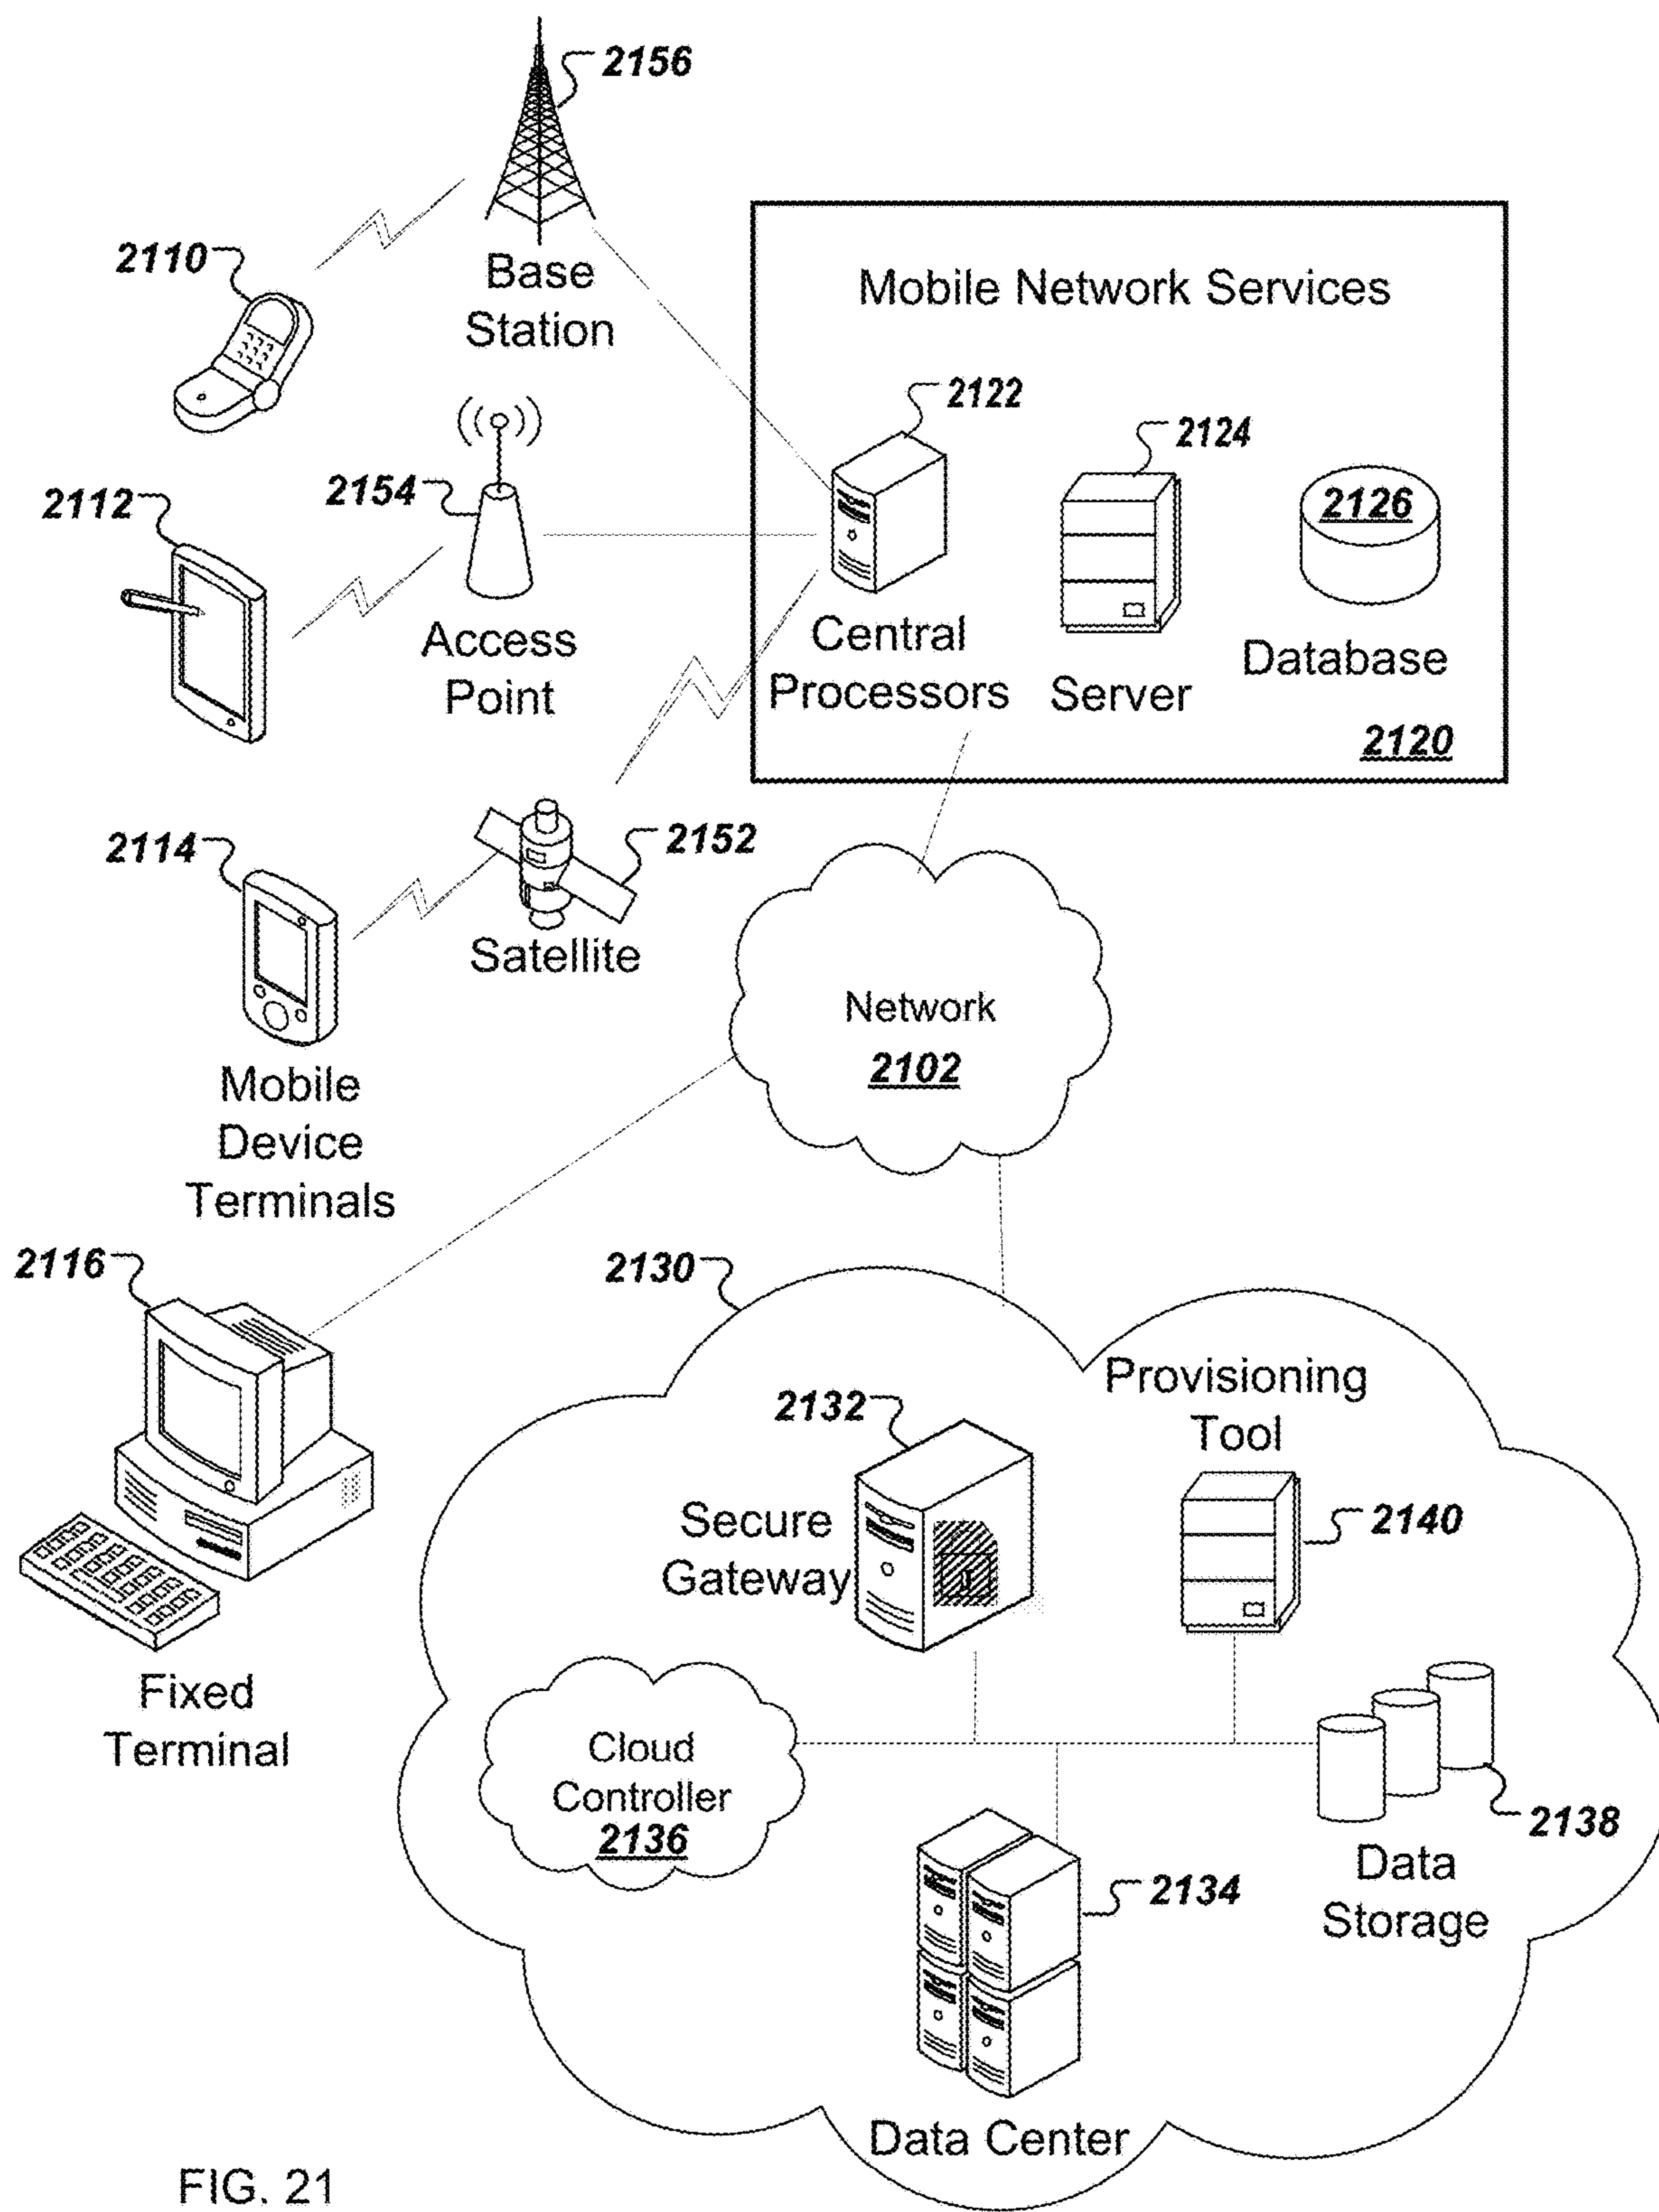 2156
2110
Base
Station
Mobile Network Services
2122
2124
2126
2112
2154
Access
Point
Central
Processors
Server
Database
2120
2114
2152
Satellite
Network
2102
Mobile
Device
Terminals
2116
2130
Provisioning
Tool
2132
Secure
Gateway
2140
Fixed
Terminal
Cloud
Controller
2136
2138
Data
Storage
2134
Data Center
FIG. 21